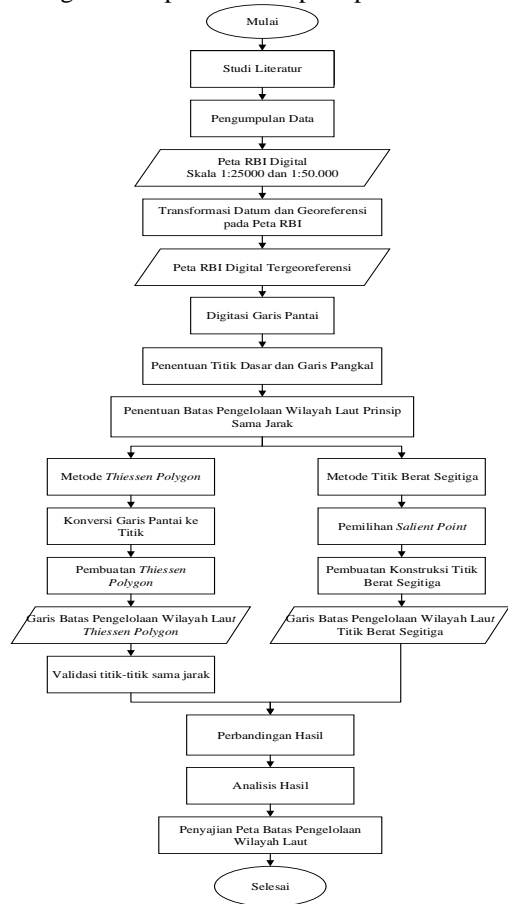 Mulai
Studi Literatur
Pengumpulan Data
Peta RBI Digital
Skala 1:25000 dan 1:50.000
Transformasi Datum dan Georeferensi
pada Peta RBI
Peta RBI Digital Tergeoreferensi
Digitasi Garis Pantai
Penentuan Titik Dasar dan Garis Pangkal
Penentuan Batas Pengelolaan Wilayah Laut Prinsip
Sama Jarak
Metode Thiessen Polygon
Konversi Garis Pantai ke
Titik
Pembuatan Thiessen
Polygon
Garis Batas Pengelolaan Wilayah Laut
Thiessen Polygon
Validasi titik-titik sama jarak
Metode Titik Berat Segitiga
Pemilihan Salient Point
Pembuatan Konstruksi Titik
Berat Segitiga
Garis Batas Pengelolaan Wilayah Laut
Titik Berat Segitiga
Perbandingan Hasil
Analisis Hasil
Penyajian Peta Batas Pengelolaan
Wilayah Laut
Selesai